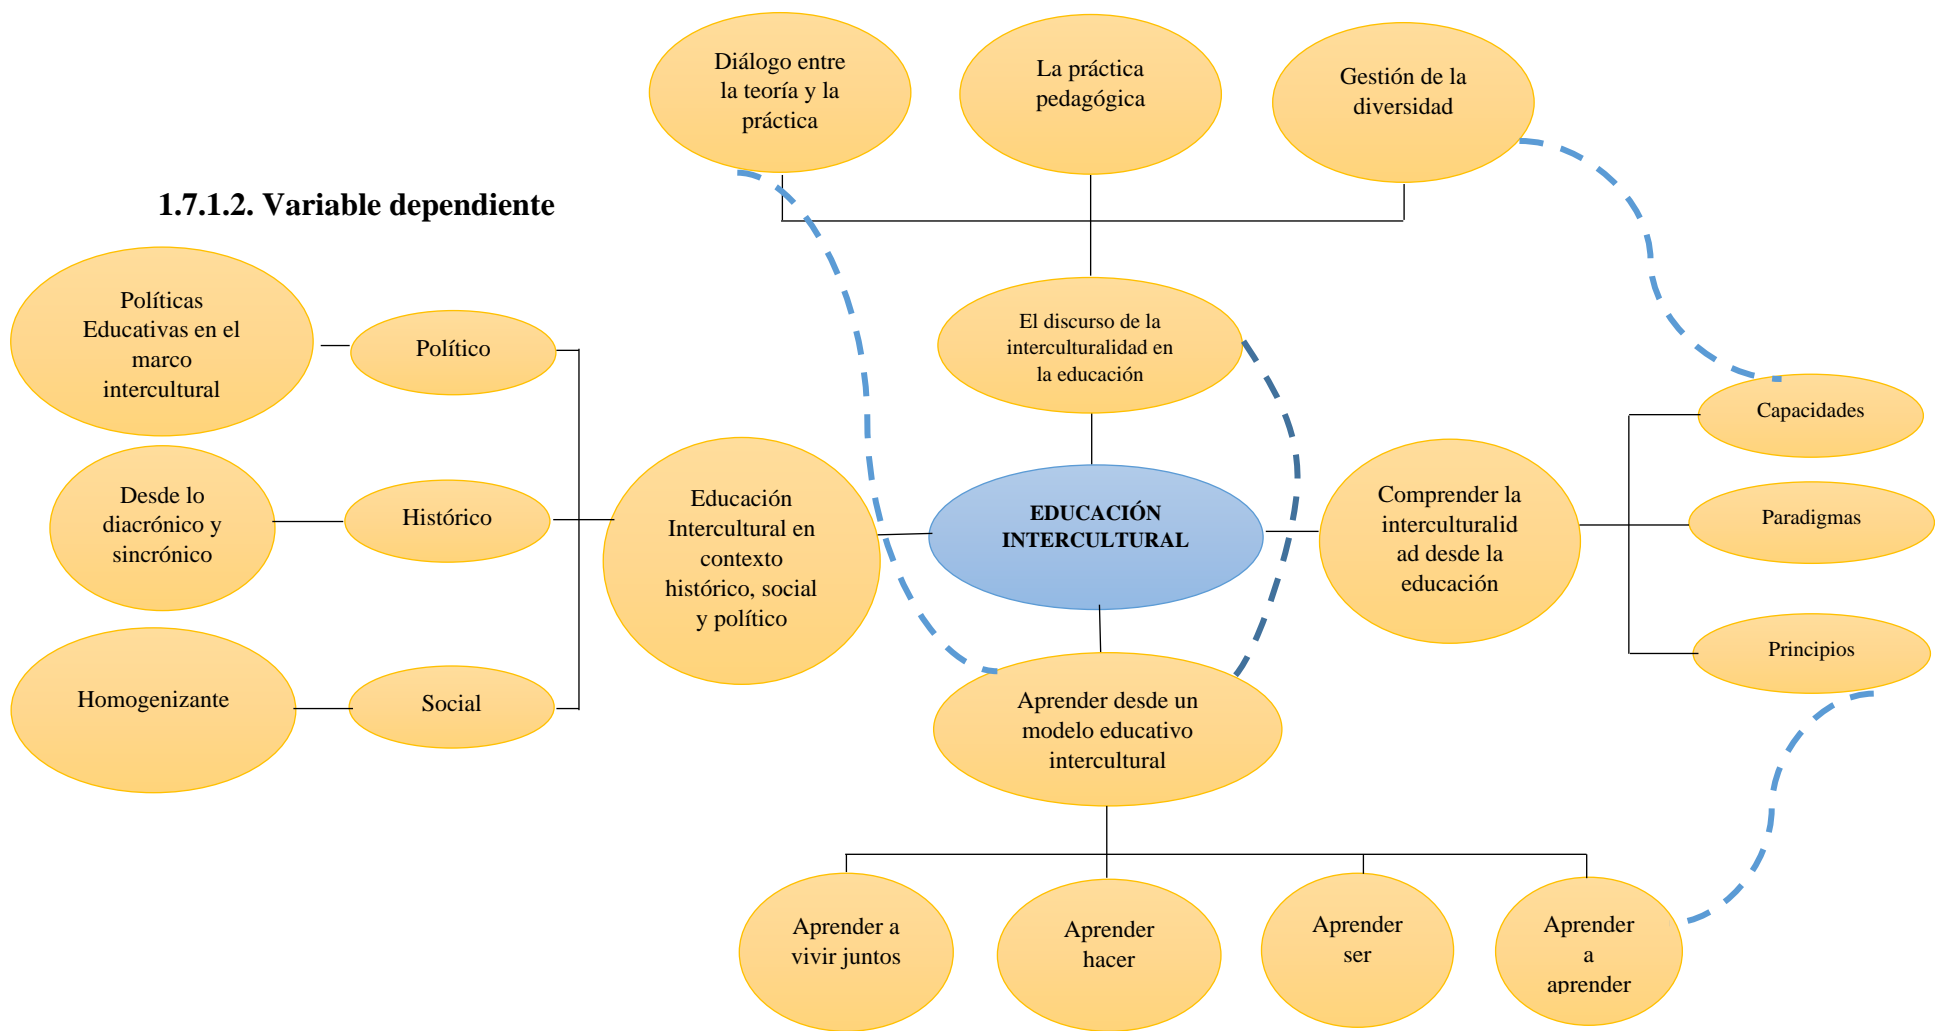 Diálogo entre
la teoría y la
práctica
La práctica
pedagógica
Gestión de la
diversidad
1.7.1.2. Variable dependiente
Políticas
Educativas en el
marco
intercultural
Político
El discurso de la
interculturalidad en
la educación
Capacidades
Desde lo
diacrónico y
sincrónico
Histórico
Educación
Intercultural en
contexto
histórico, social
y político
EDUCACIÓN
INTERCULTURAL
Comprender la
interculturalid
ad desde la
educación
Paradigmas
Principios
Homogenizante
Social
Aprender desde un
modelo educativo
intercultural
Aprender a
vivir juntos
Aprender
hacer
Aprender
ser
Aprender
a
aprender